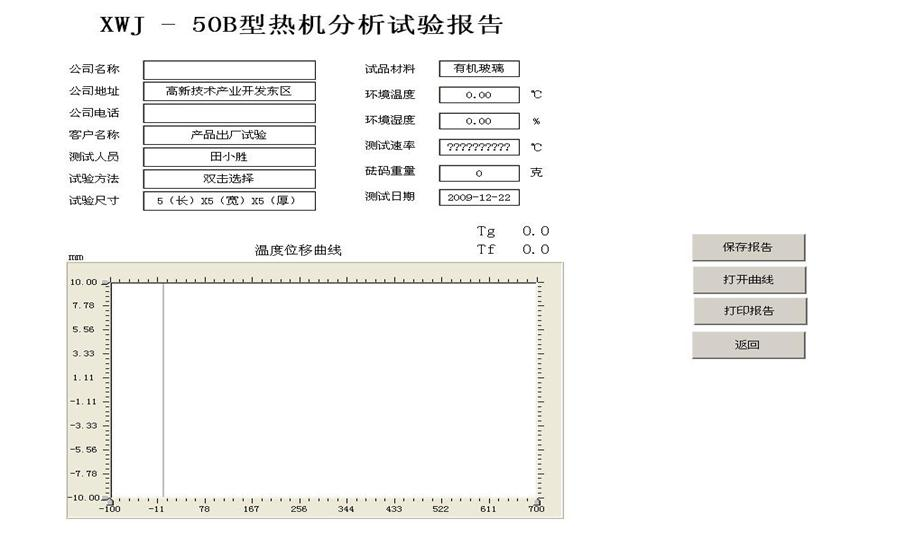 XWJ - 50B型热机分析试验报告
公司名称
公司地址 高新技术产业开发东区
公司电话
客户名称 产品出厂试验
测试人员 田小胜
试验方法 双击选择
试验尺寸 5（长）X5（宽）X5（厚）
试品材料 有机玻璃
环境温度 0.00 ℃
环境湿度 0.00 %
测试速率 ?????????? ℃
砝码重量 0 克
测试日期 2009-12-22
Tg 0.0
Tf 0.0
温度位移曲线
mm
10.00
7.78
5.56
3.33
1.11
-1.11
-3.33
-5.56
-7.78
-10.00
-100 -11 78 167 256 344 433 522 611 700
保存报告
打开曲线
打印报告
返回